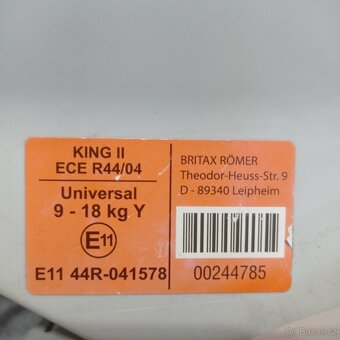 KING II
ECE R44/04
Universal
9 - 18 kg Y
E11
E11 44R-041578
BRITAX RÖMER
Theodor-Heuss-Str. 9
D - 89340 Leipheim
00244785